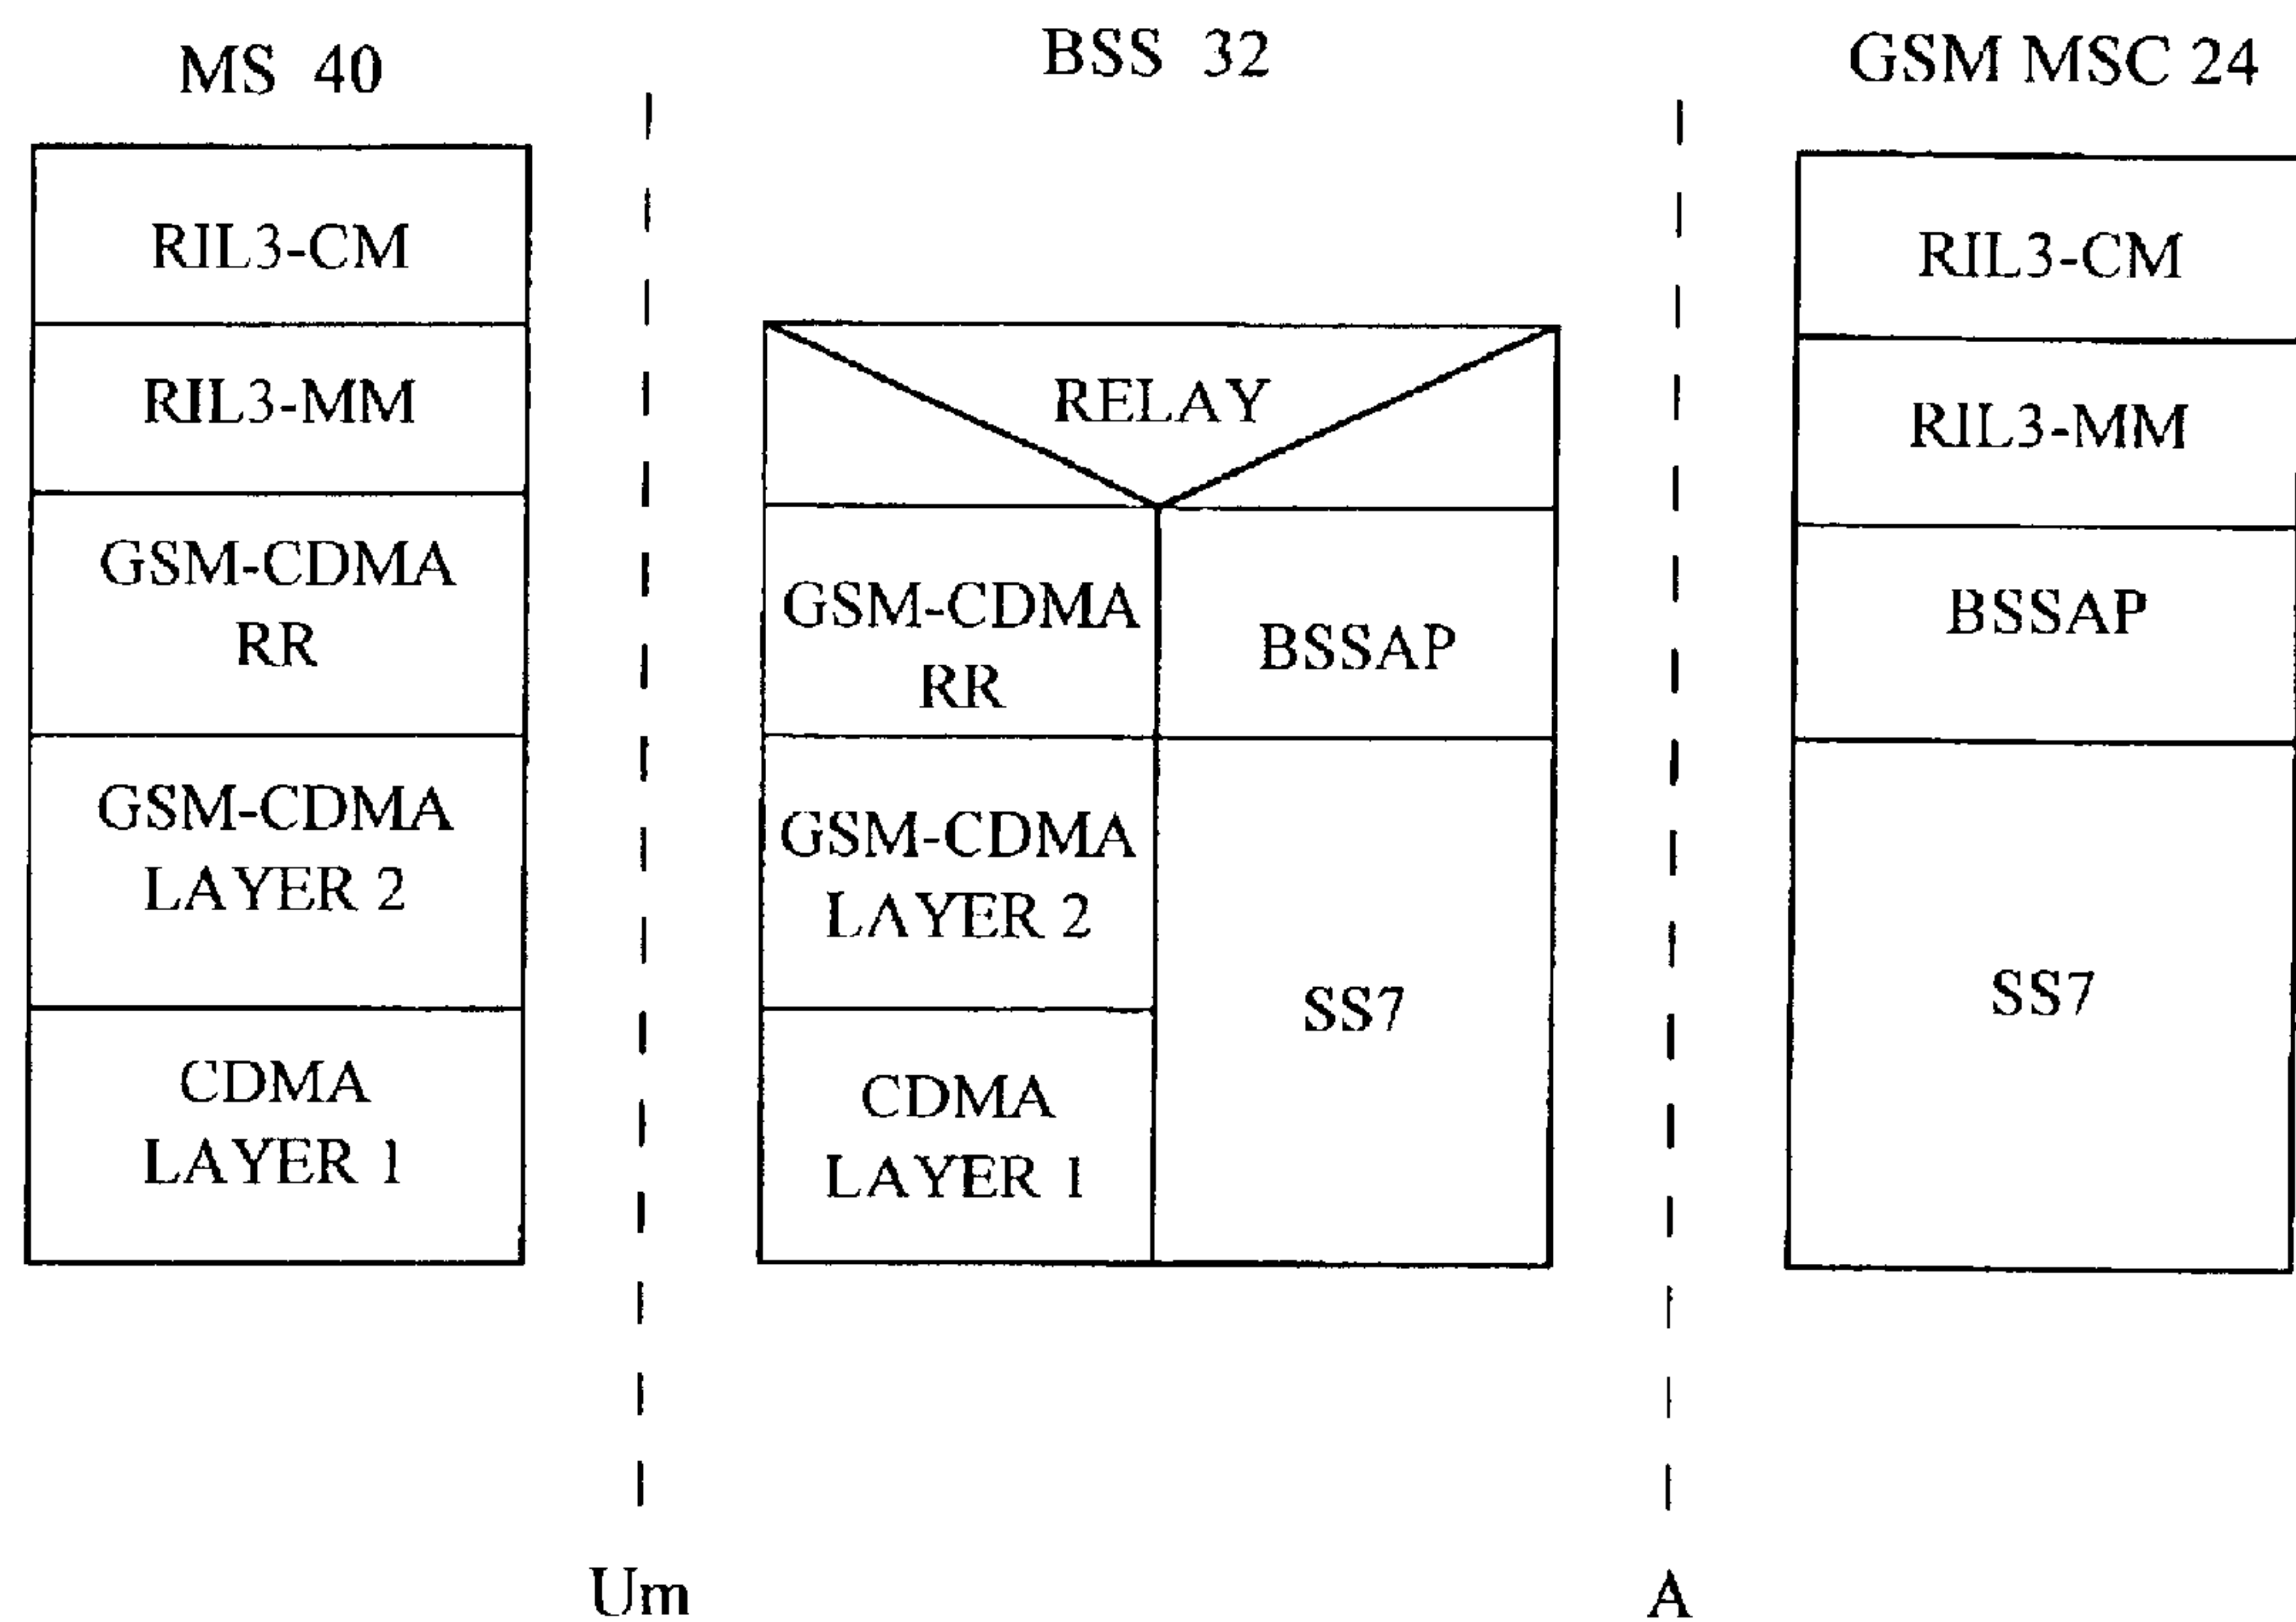 MS 40
BSS 32
GSM MSC 24
RIL3-CM
RIL3-MM
GSM-CDMA
RR
GSM-CDMA
LAYER 2
CDMA
LAYER 1
RELAY
GSM-CDMA
RR
GSM-CDMA
LAYER 2
CDMA
LAYER 1
BSSAP
SS7
RIL3-CM
RIL3-MM
BSSAP
SS7
Um
A